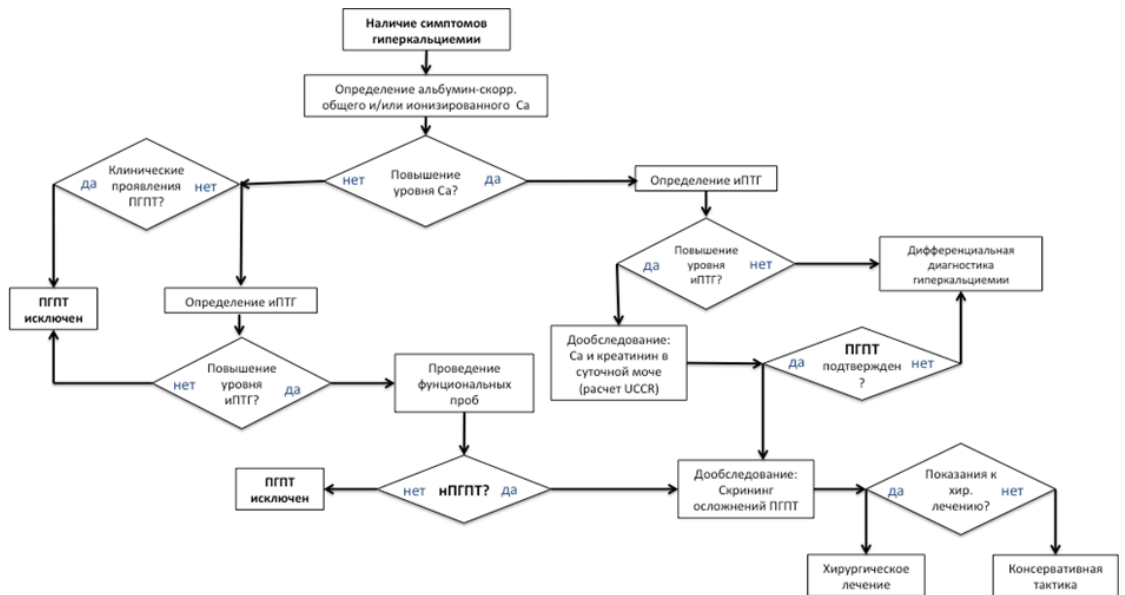 Наличие симптомов
гиперкальциемии
Определение альбумин-скорр.
общего и/или ионизированного Ca
Клинические
проявления
ПГПТ?
да
нет
нет
Повышение
уровня Ca?
да
Определение иПТГ
да
Повышение
уровня
иПТГ?
нет
Дифференциальная
диагностика
гиперкальциемии
ПГПТ
исключен
Определение иПТГ
Дообследование:
Ca и креатинин в
суточной моче
(расчет UCCR)
да
ПГПТ
подтвержден
?
нет
нет
Повышение
уровня
иПТГ?
да
Проведение
фунциональных
проб
ПГПТ
исключен
нет
нПГПТ?
да
Дообследование:
Скрининг
осложнений ПГПТ
да
Показания к
хир.
лечению?
нет
Хирургическое
лечение
Консервативная
тактика